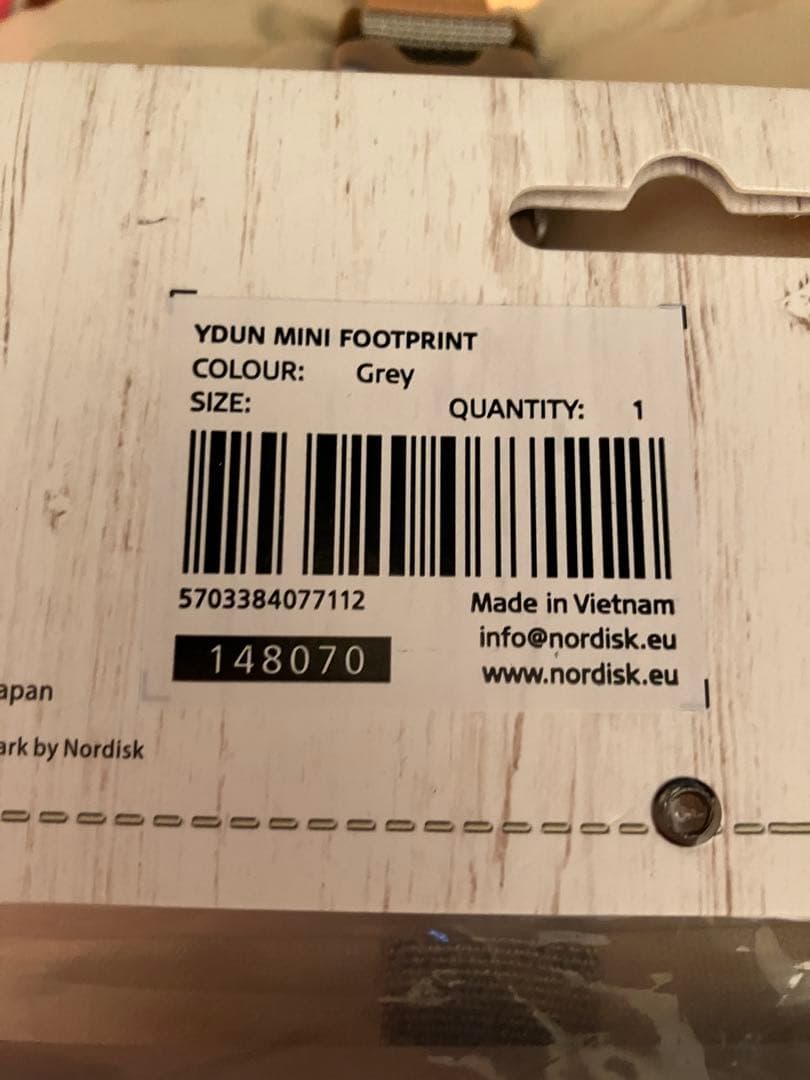 YDUN MINI FOOTPRINT
COLOUR: Grey
SIZE: QUANTITY: 1
5703384077112
Made in Vietnam
148070
info@nordisk.eu
www.nordisk.eu
apan
ark by Nordisk